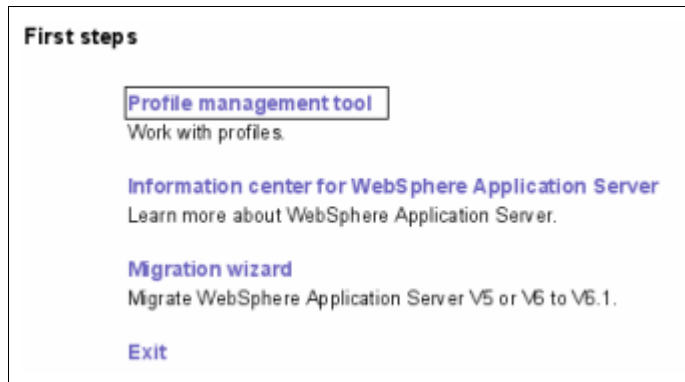 First steps
Profile management tool
Work with profiles.
Information center for WebSphere Application Server
Learn more about WebSphere Application Server.
Migration wizard
Migrate WebSphere Application Server V5 or V6 to V6.1.
Exit